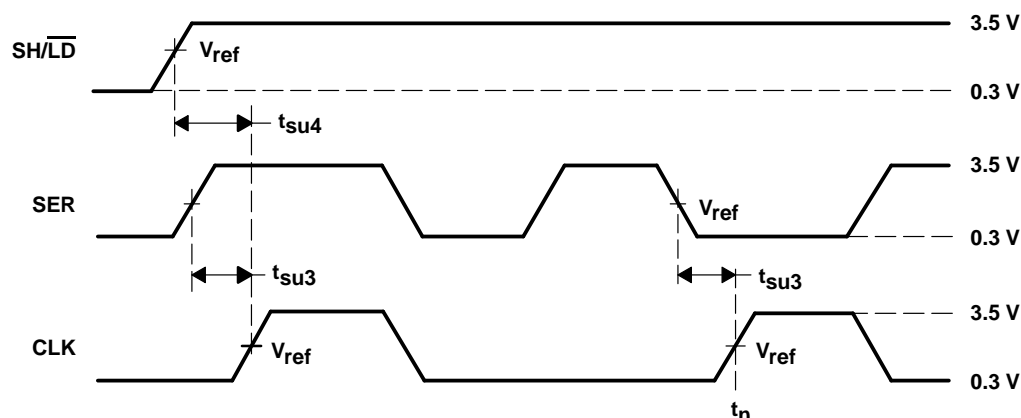 3.5 V
SH/L̅D̅ Vref
0.3 V
tsu4
3.5 V
SER Vref
0.3 V
tsu3 tsu3
3.5 V
CLK Vref Vref
0.3 V
tn